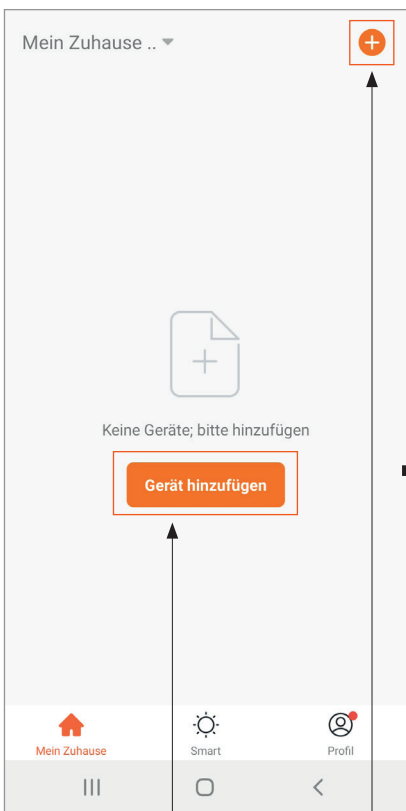 Mein Zuhause ..
Keine Geräte; bitte hinzufügen
Gerät hinzufügen
Mein Zuhause
Smart
Profil